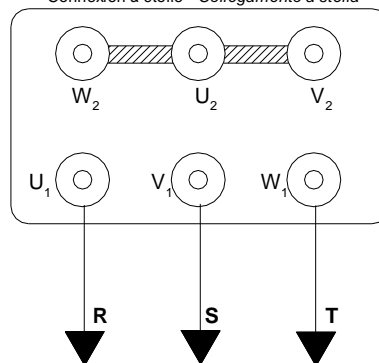 Connexion à étoile - Collegamento a stella
W2 U2 V2
U1 V1 W1
R S T